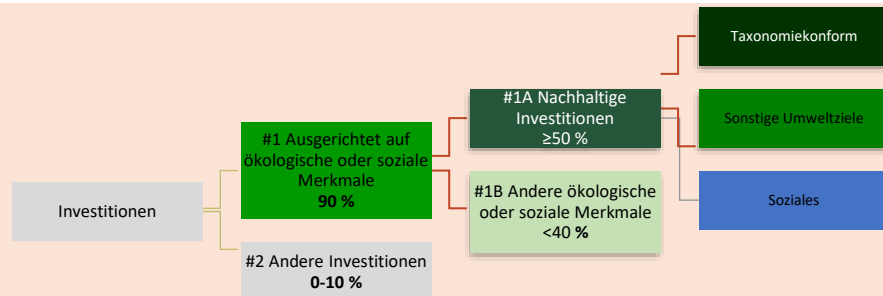 Investitionen
#1 Ausgerichtet auf
ökologische oder soziale
Merkmale
90 %
#2 Andere Investitionen
0-10 %
#1A Nachhaltige
Investitionen
≥50 %
#1B Andere ökologische
oder soziale Merkmale
<40 %
Taxonomiekonform
Sonstige Umweltziele
Soziales